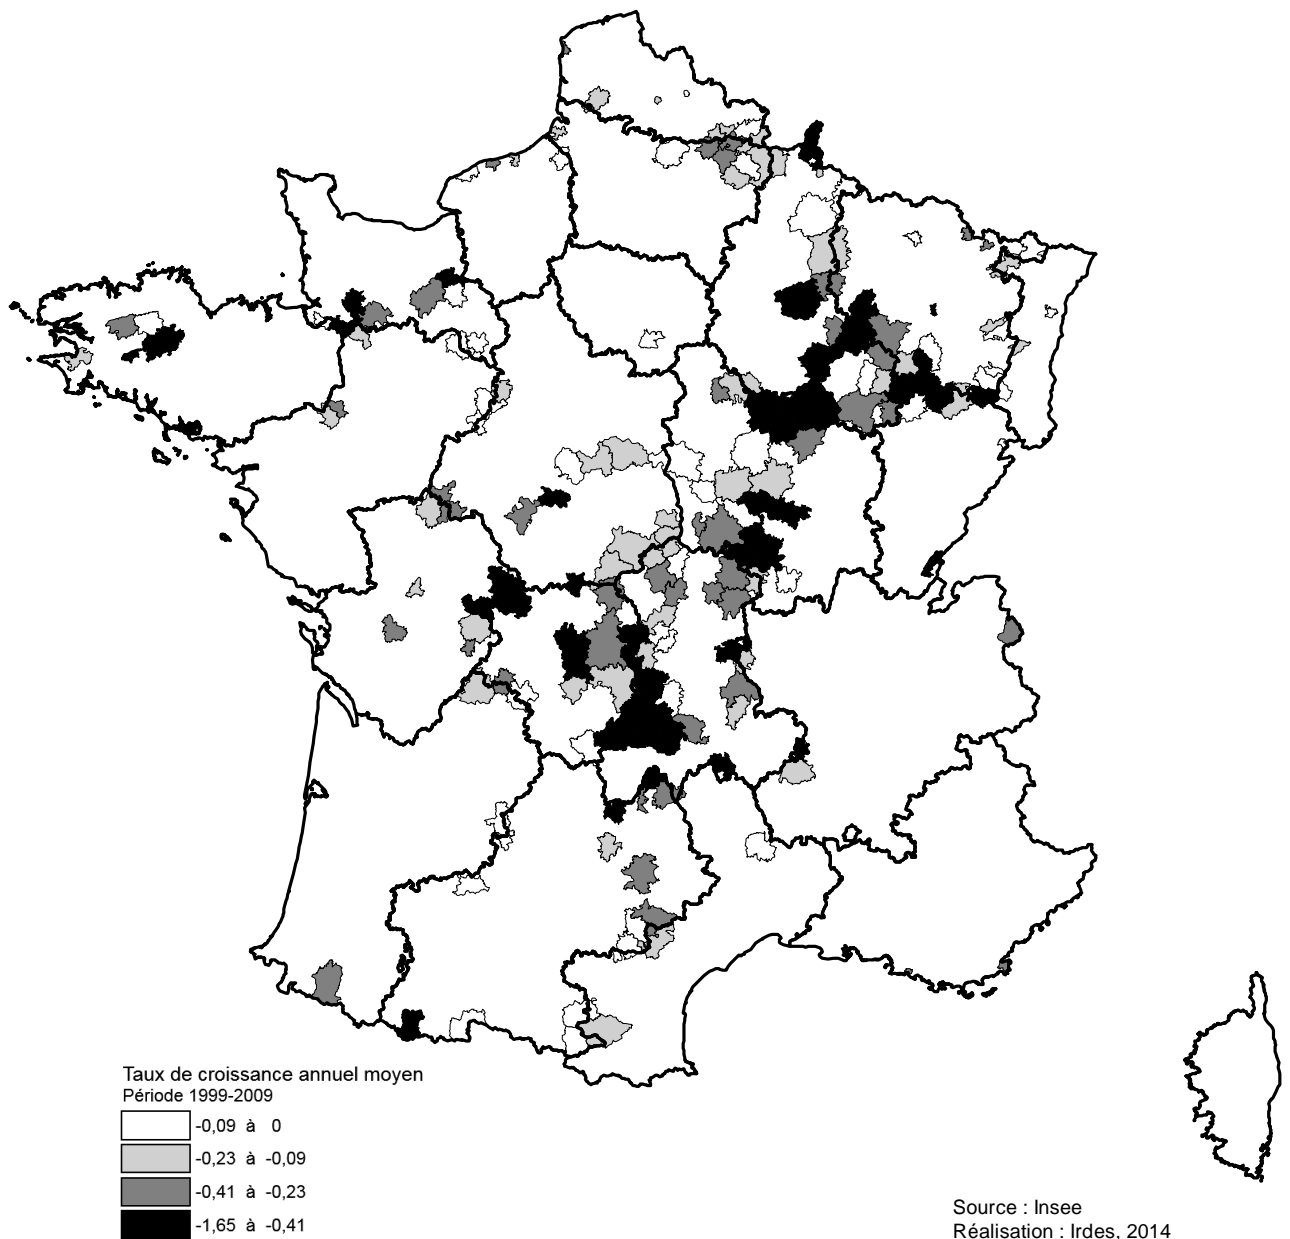 Taux de croissance annuel moyen
Période 1999-2009
-0,09 à 0
-0,23 à -0,09
-0,41 à -0,23
-1,65 à -0,41
Source : Insee
Réalisation : Irdes, 2014